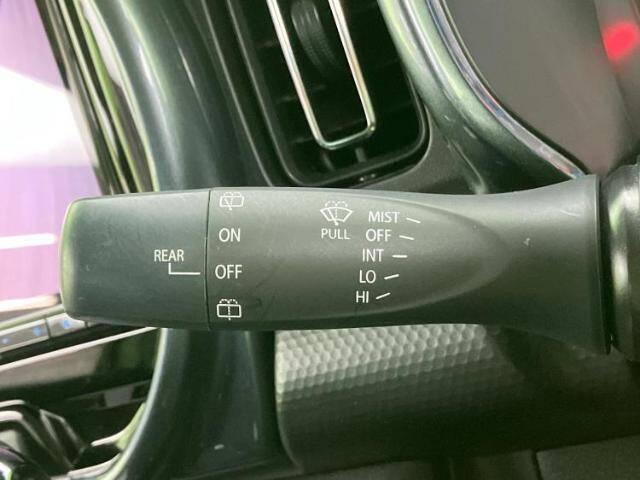 REAR
ON
OFF
PULL
MIST
OFF
INT
LO
HI